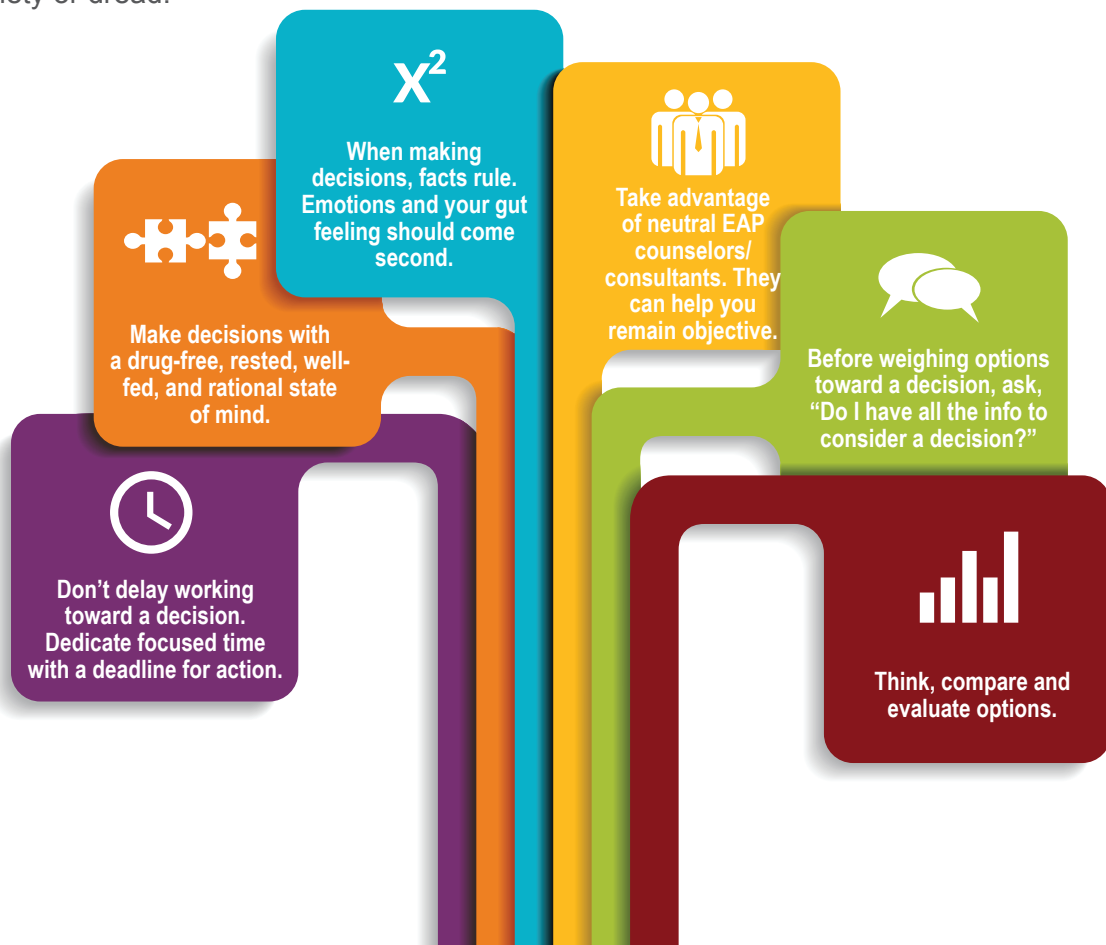 or dread.
X²
When making
decisions, facts rule.
Emotions and your gut
feeling should come
second.
Take advantage
of neutral EAP
counselors/
consultants. They
can help you
remain objective.
Make decisions with
a drug-free, rested, well-
fed, and rational state
of mind.
Before weighing options
toward a decision, ask,
“Do I have all the info to
consider a decision?”
Don’t delay working
toward a decision.
Dedicate focused time
with a deadline for action.
Think, compare and
evaluate options.